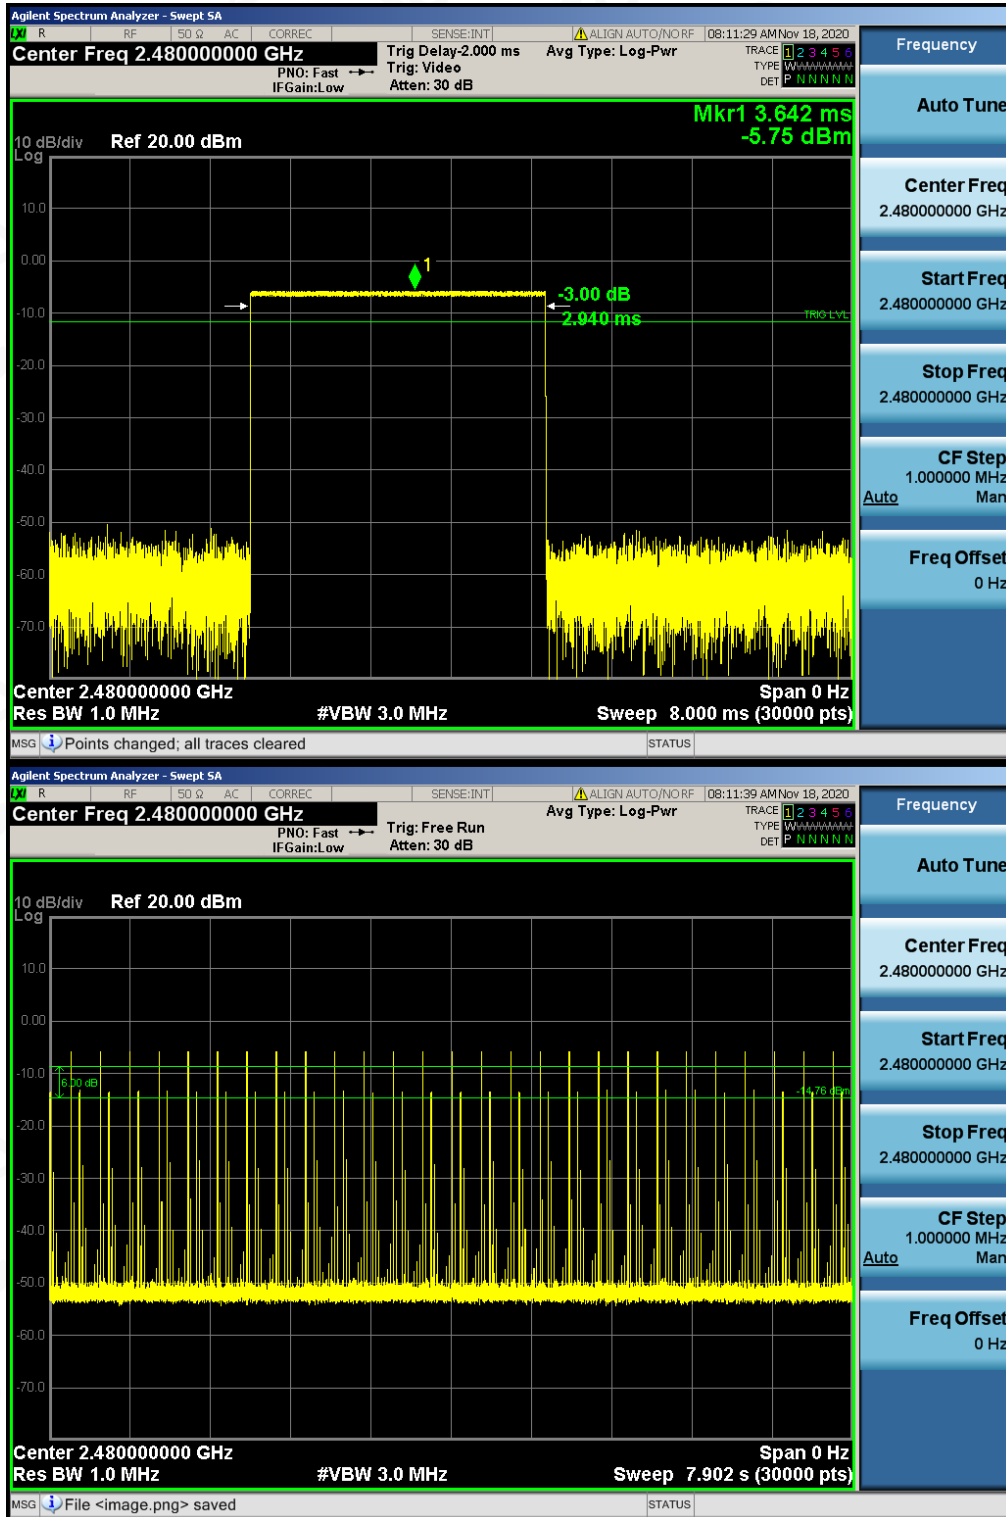 Agilent Spectrum Analyzer - Swept SA
LXI R RF 50 Ω AC CORREC SENSE:INT ALIGN AUTO/NO RF 08:11:29 AM Nov 18, 2020
Center Freq 2.480000000 GHz
PNO: Fast
IFGain:Low
Trig Delay-2.000 ms
Trig: Video
Atten: 30 dB
Avg Type: Log-Pwr
TRACE 1 2 3 4 5 6
TYPE WWWWWW
DET P N N N N N
Mkr1 3.642 ms
-5.75 dBm
10 dB/div Ref 20.00 dBm
Log
10.0
0.00
1
-3.00 dB
2.940 ms
-10.0
TRIG LVL
-20.0
-30.0
-40.0
-50.0
-60.0
-70.0
Center 2.480000000 GHz Span 0 Hz
Res BW 1.0 MHz #VBW 3.0 MHz Sweep 8.000 ms (30000 pts)
MSG Points changed; all traces cleared STATUS
Frequency
Auto Tune
Center Freq
2.480000000 GHz
Start Freq
2.480000000 GHz
Stop Freq
2.480000000 GHz
CF Step
1.000000 MHz
Auto Man
Freq Offset
0 Hz
Agilent Spectrum Analyzer - Swept SA
LXI R RF 50 Ω AC CORREC SENSE:INT ALIGN AUTO/NO RF 08:11:39 AM Nov 18, 2020
Center Freq 2.480000000 GHz
PNO: Fast
IFGain:Low
Trig: Free Run
Atten: 30 dB
Avg Type: Log-Pwr
TRACE 1 2 3 4 5 6
TYPE WWWWWW
DET P N N N N N
10 dB/div Ref 20.00 dBm
Log
10.0
0.00
-10.0
6.00 dB
-14.76 dBm
-20.0
-30.0
-40.0
-50.0
-60.0
-70.0
Center 2.480000000 GHz Span 0 Hz
Res BW 1.0 MHz #VBW 3.0 MHz Sweep 7.902 s (30000 pts)
MSG File <image.png> saved STATUS
Frequency
Auto Tune
Center Freq
2.480000000 GHz
Start Freq
2.480000000 GHz
Stop Freq
2.480000000 GHz
CF Step
1.000000 MHz
Auto Man
Freq Offset
0 Hz